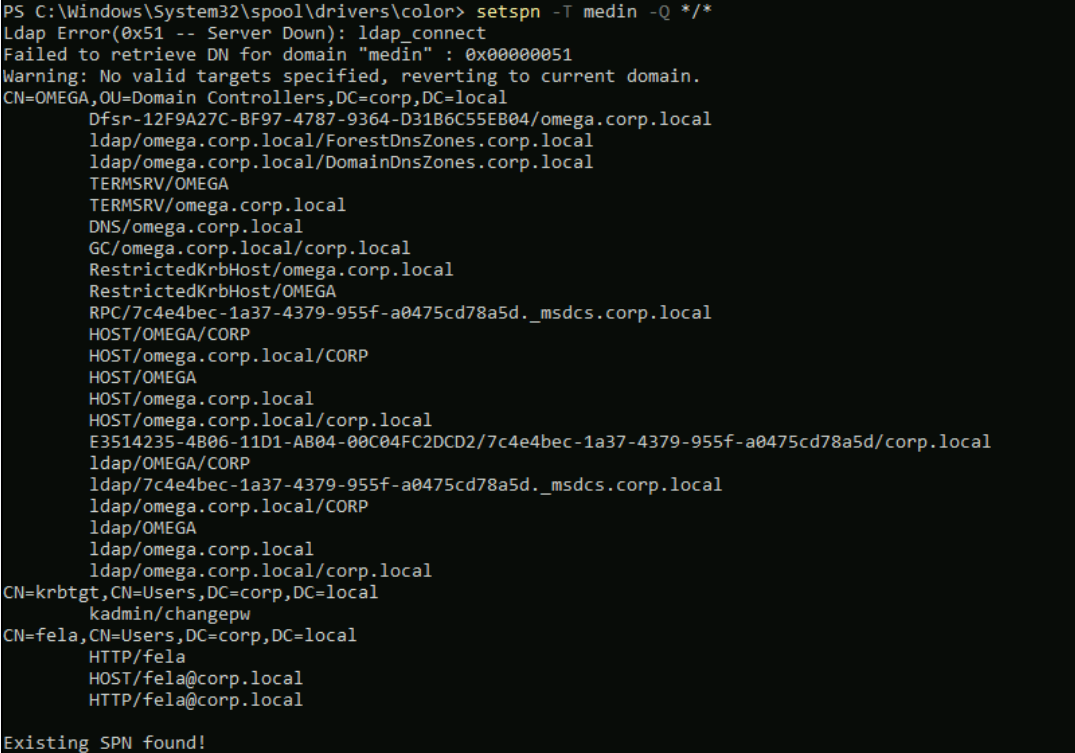 PS C:\Windows\System32\spool\drivers\color> setspn -T medin -Q */*
Ldap Error(0x51 -- Server Down): ldap_connect
Failed to retrieve DN for domain "medin" : 0x00000051
Warning: No valid targets specified, reverting to current domain.
CN=OMEGA,OU=Domain Controllers,DC=corp,DC=local
        Dfsr-12F9A27C-BF97-4787-9364-D31B6C55EB04/omega.corp.local
        ldap/omega.corp.local/ForestDnsZones.corp.local
        ldap/omega.corp.local/DomainDnsZones.corp.local
        TERMSRV/OMEGA
        TERMSRV/omega.corp.local
        DNS/omega.corp.local
        GC/omega.corp.local/corp.local
        RestrictedKrbHost/omega.corp.local
        RestrictedKrbHost/OMEGA
        RPC/7c4e4bec-1a37-4379-955f-a0475cd78a5d._msdcs.corp.local
        HOST/OMEGA/CORP
        HOST/omega.corp.local/CORP
        HOST/OMEGA
        HOST/omega.corp.local
        HOST/omega.corp.local/corp.local
        E3514235-4B06-11D1-AB04-00C04FC2DCD2/7c4e4bec-1a37-4379-955f-a0475cd78a5d/corp.local
        ldap/OMEGA/CORP
        ldap/7c4e4bec-1a37-4379-955f-a0475cd78a5d._msdcs.corp.local
        ldap/omega.corp.local/CORP
        ldap/OMEGA
        ldap/omega.corp.local
        ldap/omega.corp.local/corp.local
CN=krbtgt,CN=Users,DC=corp,DC=local
        kadmin/changepw
CN=fela,CN=Users,DC=corp,DC=local
        HTTP/fela
        HOST/fela@corp.local
        HTTP/fela@corp.local

Existing SPN found!